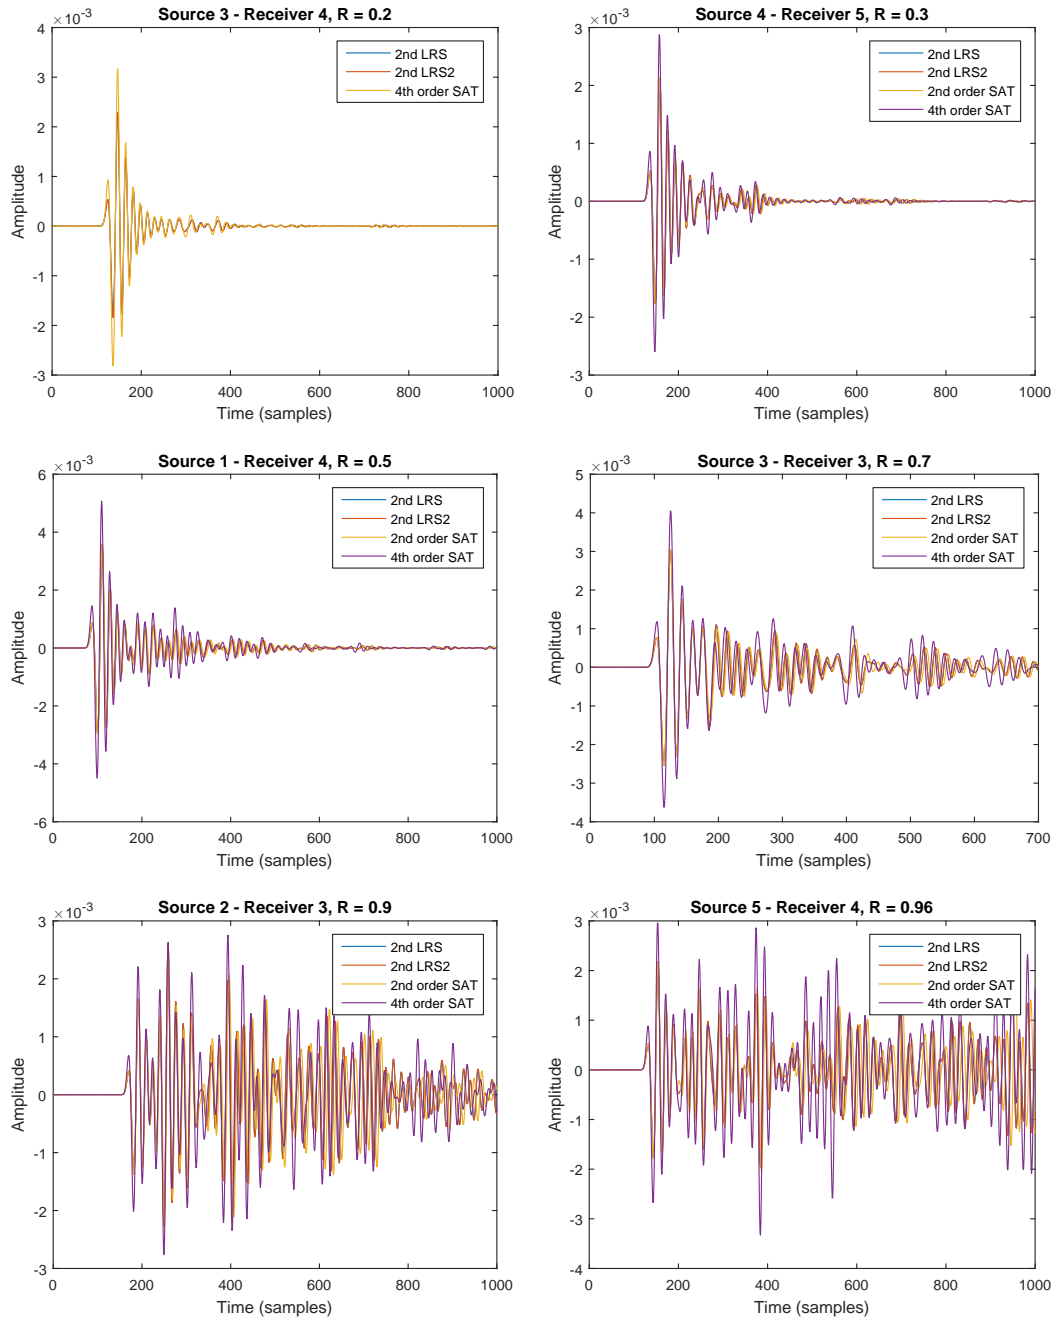 Source 3 - Receiver 4, R = 0.2
×10-3
4
3
2
1
0
-1
-2
-3
Amplitude
2nd LRS
2nd LRS2
4th order SAT
0 200 400 600 800 1000
Time (samples)
Source 4 - Receiver 5, R = 0.3
×10-3
3
2
1
0
-1
-2
-3
Amplitude
2nd LRS
2nd LRS2
2nd order SAT
4th order SAT
0 200 400 600 800 1000
Time (samples)
Source 1 - Receiver 4, R = 0.5
×10-3
6
4
2
0
-2
-4
-6
Amplitude
2nd LRS
2nd LRS2
2nd order SAT
4th order SAT
0 200 400 600 800 1000
Time (samples)
Source 3 - Receiver 3, R = 0.7
×10-3
5
4
3
2
1
0
-1
-2
-3
-4
Amplitude
2nd LRS
2nd LRS2
2nd order SAT
4th order SAT
0 100 200 300 400 500 600 700
Time (samples)
Source 2 - Receiver 3, R = 0.9
×10-3
3
2
1
0
-1
-2
-3
Amplitude
2nd LRS
2nd LRS2
2nd order SAT
4th order SAT
0 200 400 600 800 1000
Time (samples)
Source 5 - Receiver 4, R = 0.96
×10-3
3
2
1
0
-1
-2
-3
-4
Amplitude
2nd LRS
2nd LRS2
2nd order SAT
4th order SAT
0 200 400 600 800 1000
Time (samples)